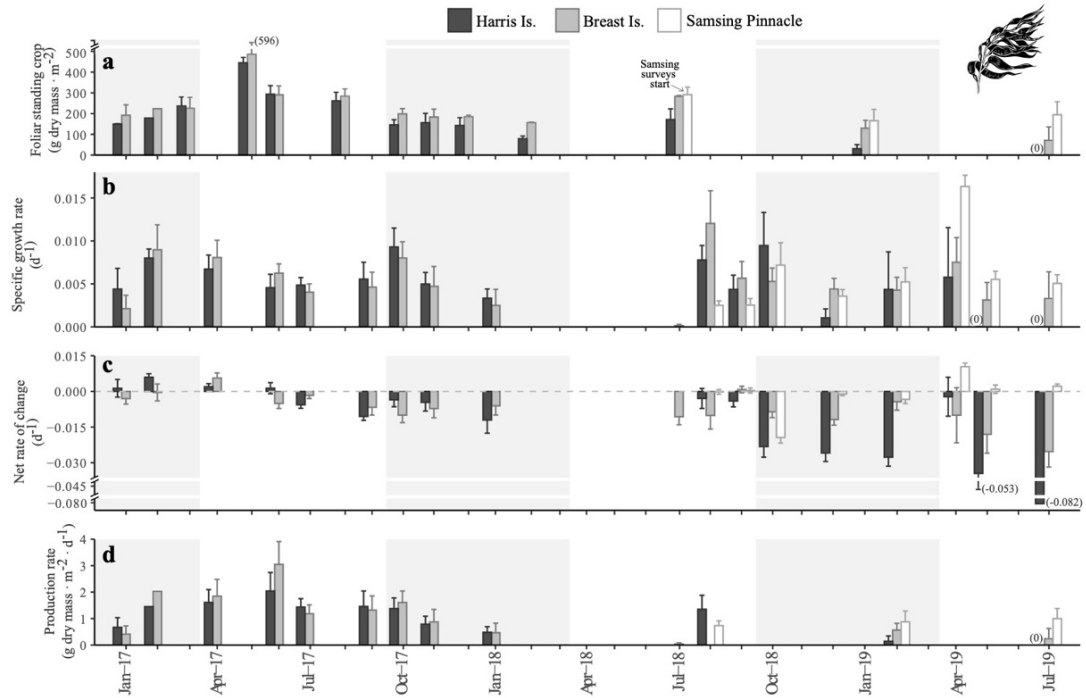 Harris Is. Breast Is. Samsing Pinnacle
a
Foliar standing crop
(g dry mass · m-2)
500
400
300
200
100
0
(596)
Samsing
surveys
start
(0)
b
Specific growth rate
(d-1)
0.015
0.010
0.005
0.000
(0)
(0)
c
Net rate of change
(d-1)
0.015
0.000
−0.015
−0.030
−0.045
−0.080
(-0.053)
(-0.082)
d
Production rate
(g dry mass · m-2 · d-1)
4
3
2
1
0
(0)
Jan–17
Apr–17
Jul–17
Oct–17
Jan–18
Apr–18
Jul–18
Oct–18
Jan–19
Apr–19
Jul–19